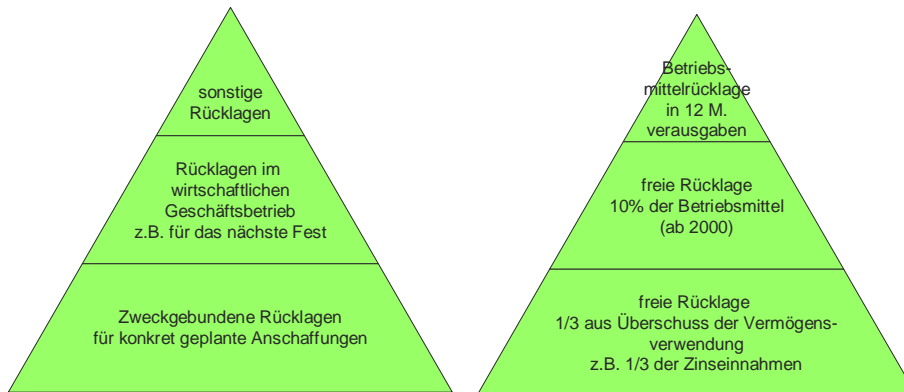 sonstige
Rücklagen
Rücklagen im
wirtschaftlichen
Geschäftsbetrieb
z.B. für das nächste Fest
Zweckgebundene Rücklagen
für konkret geplante Anschaffungen
Betriebs-
mittelrücklage
in 12 M.
verausgaben
freie Rücklage
10% der Betriebsmittel
(ab 2000)
freie Rücklage
1/3 aus Überschuss der Vermögens-
verwendung
z.B. 1/3 der Zinseinnahmen